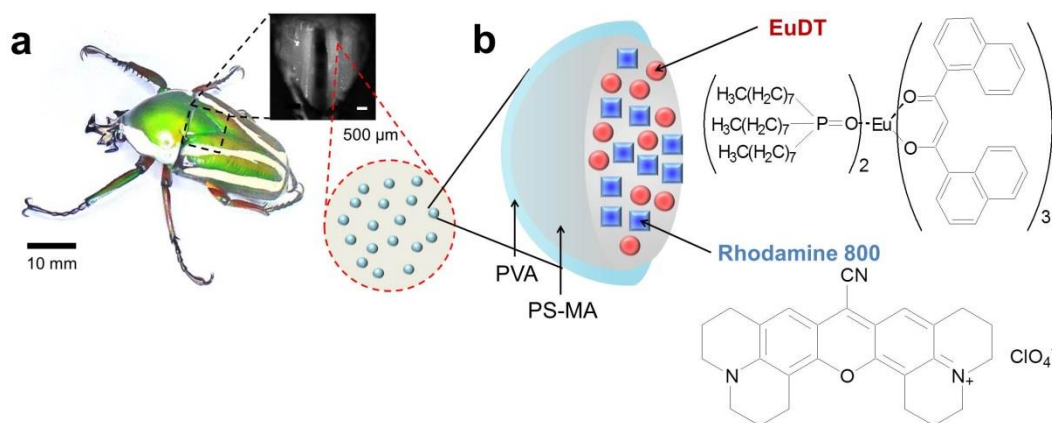 a
500 μm
10 mm
b
EuDT
PVA
PS-MA
Rhodamine 800
H₃C(H₂C)₇
H₃C(H₂C)₇
H₃C(H₂C)₇
P=O
2
Eu
O
O
3
CN
N
O
N
+
ClO₄⁻